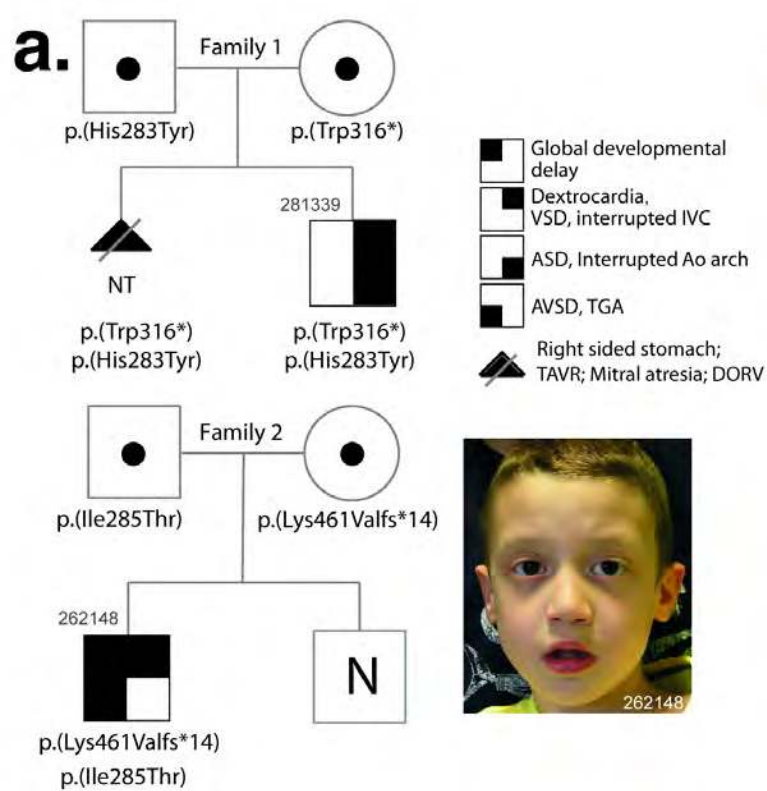 a.
Family 1
p.(His283Tyr)
p.(Trp316*)
281339
NT
p.(Trp316*)
p.(His283Tyr)
p.(Trp316*)
p.(His283Tyr)
Global developmental
delay
Dextrocardia,
VSD, interrupted IVC
ASD, Interrupted Ao arch
AVSD, TGA
Right sided stomach;
TAVR; Mitral atresia; DORV
Family 2
p.(Ile285Thr)
p.(Lys461Valfs*14)
262148
N
p.(Lys461Valfs*14)
p.(Ile285Thr)
262148